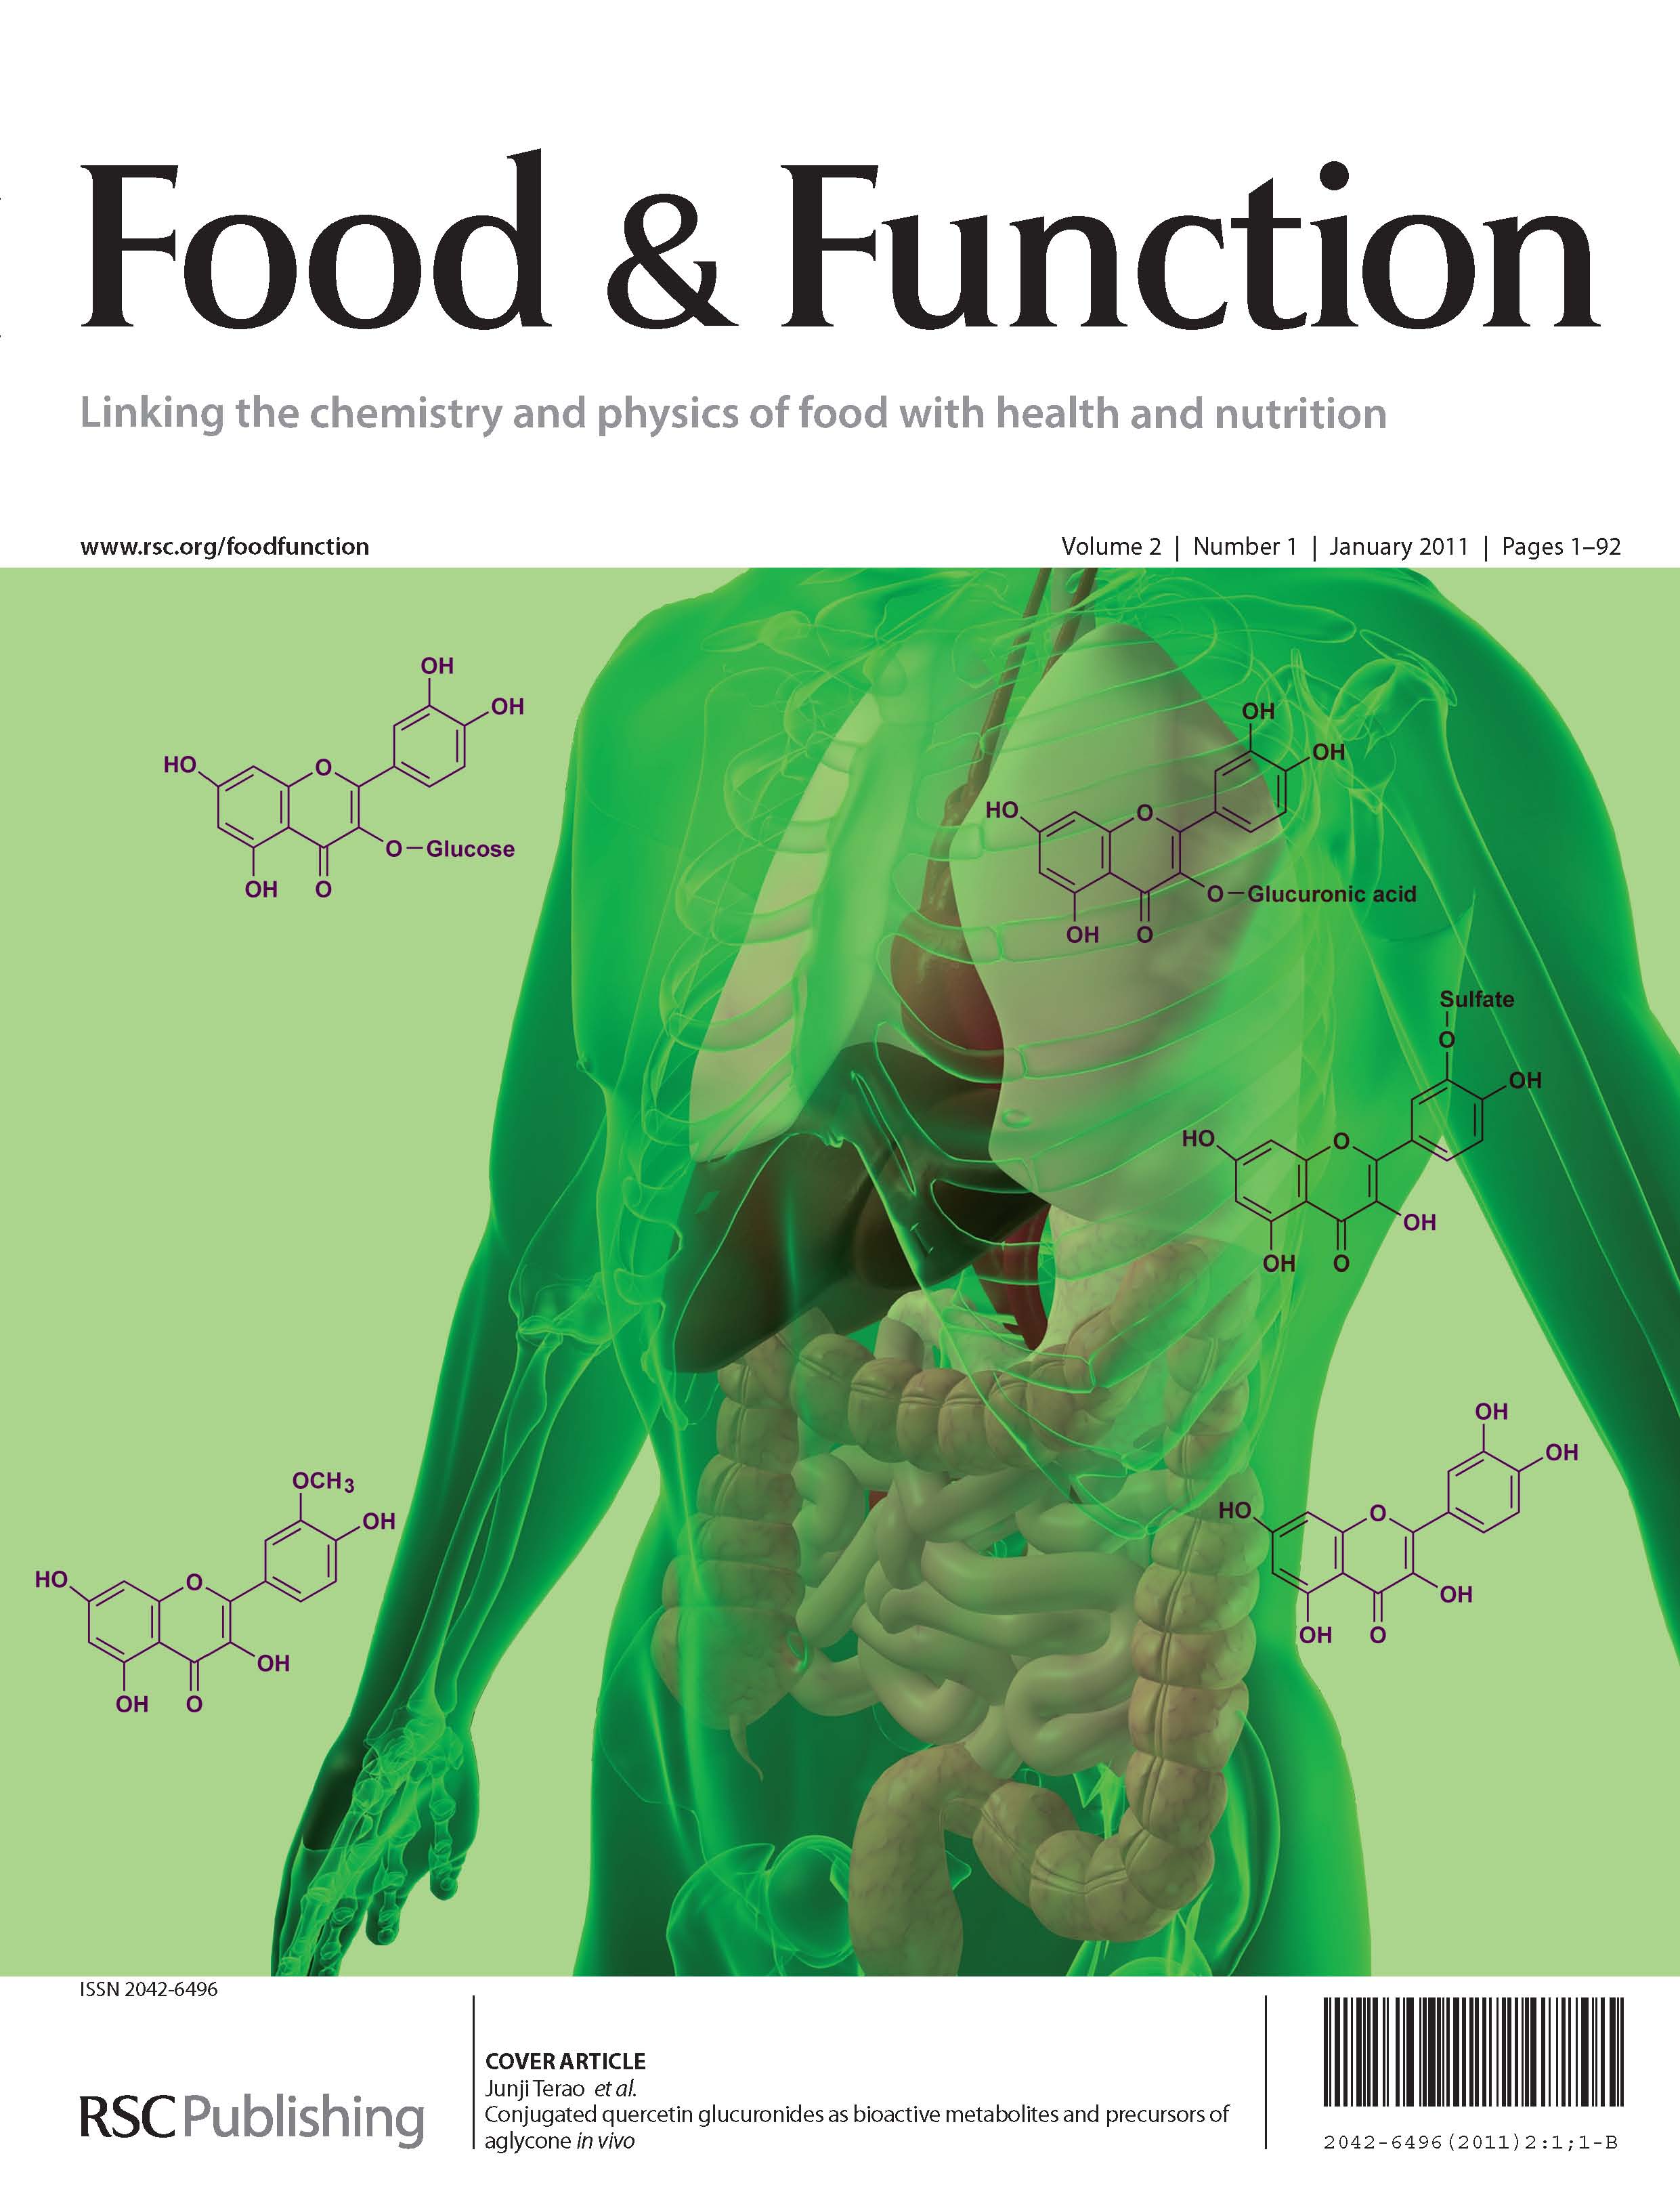 Food & Function
Linking the chemistry and physics of food with health and nutrition
www.rsc.org/foodfunction
Volume 2 | Number 1 | January 2011 | Pages 1–92
OH
OH
HO
O
O–Glucose
OH
O
OH
OH
HO
O
O–Glucuronic acid
OH
O
Sulfate
O
OH
HO
O
OH
OH
O
OH
OH
HO
O
OH
OH
O
OCH3
OH
HO
O
OH
OH
O
ISSN 2042-6496
RSCPublishing
COVER ARTICLE
Junji Terao et al.
Conjugated quercetin glucuronides as bioactive metabolites and precursors of
aglycone in vivo
2042-6496(2011)2:1;1-B